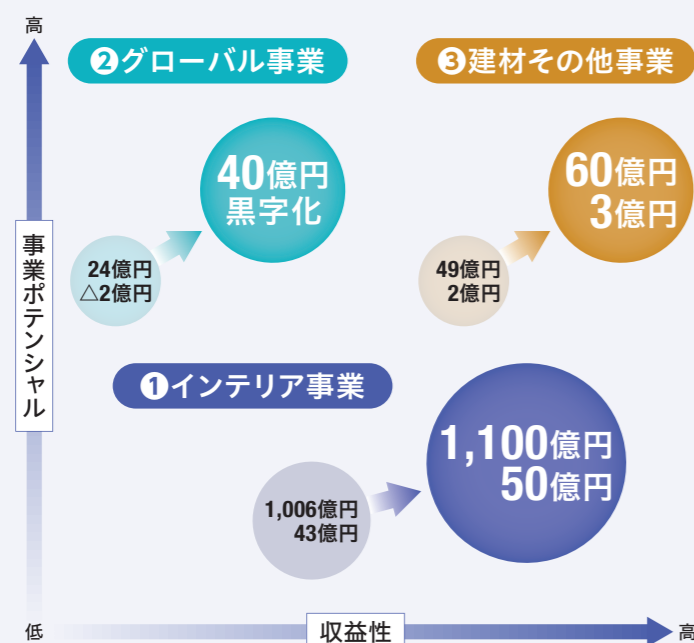 高
❷グローバル事業
❸建材その他事業
40億円
黒字化
60億円
3億円
24億円
△2億円
49億円
2億円
事業ポテンシャル
❶インテリア事業
1,100億円
50億円
1,006億円
43億円
低
収益性
高